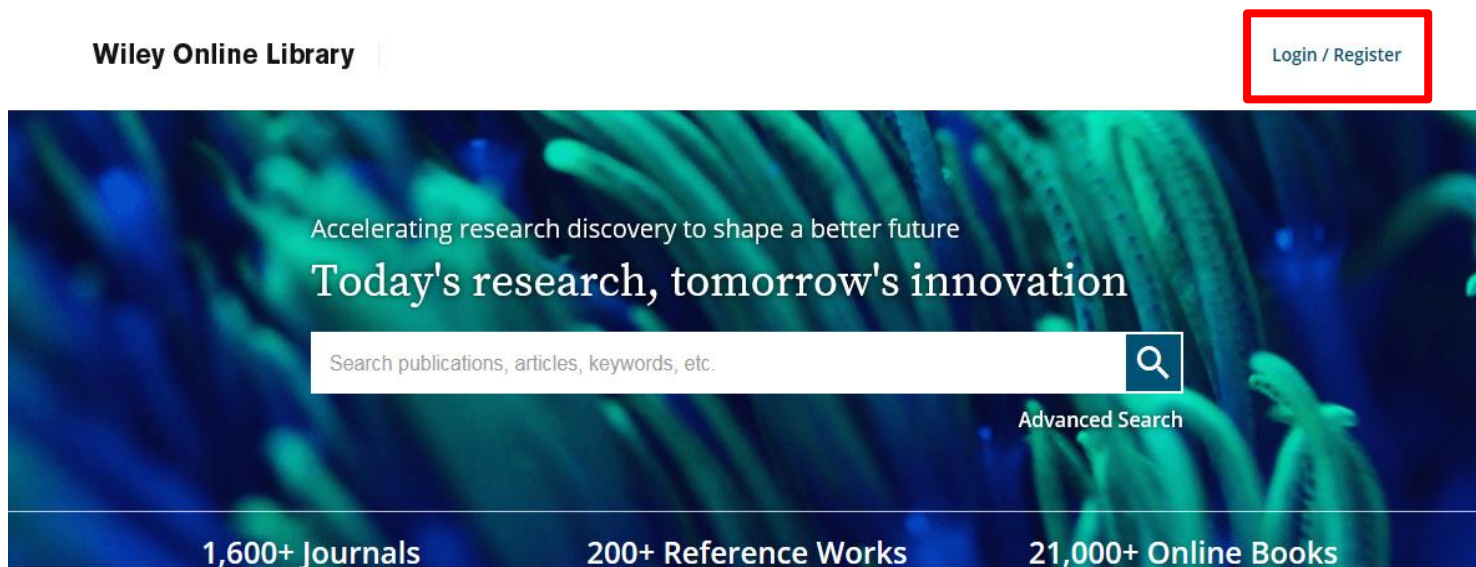 Wiley Online Library
Login / Register
Accelerating research discovery to shape a better future
Today's research, tomorrow's innovation
Search publications, articles, keywords, etc.
Advanced Search
1,600+ Journals
200+ Reference Works
21,000+ Online Books